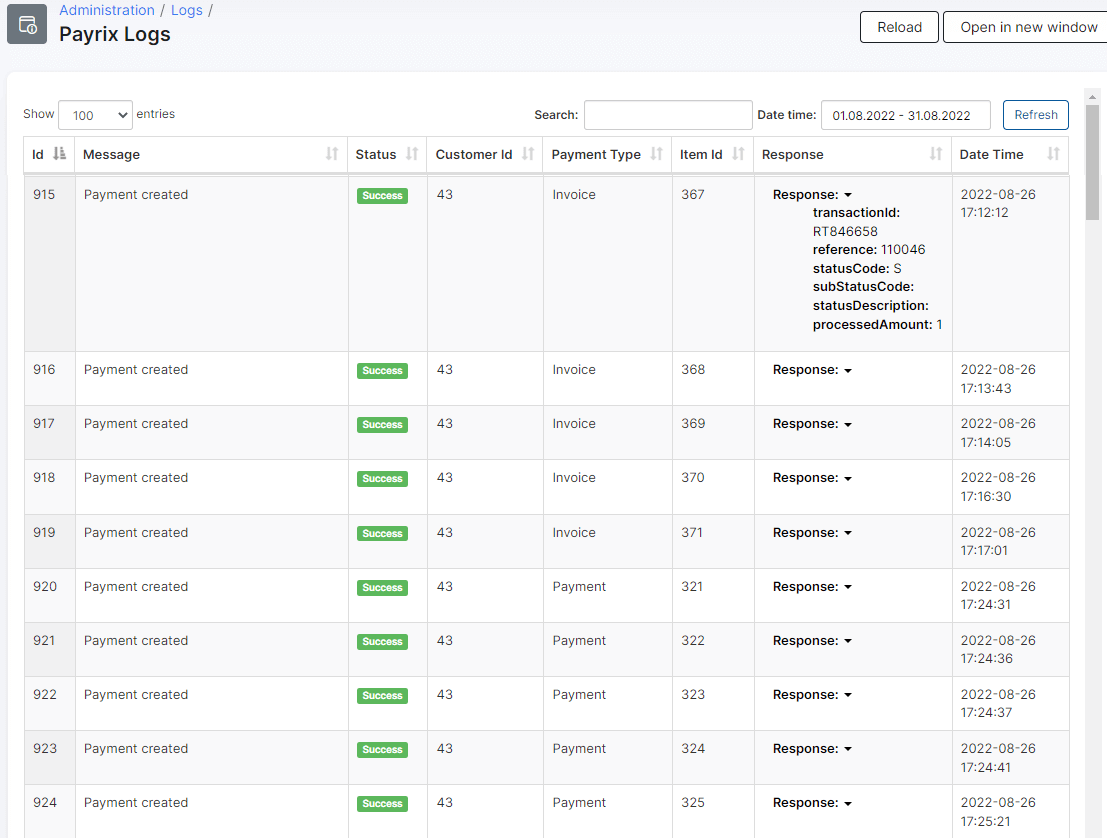 Administration / Logs /
Payrix Logs
Reload
Open in new window
Show 100 entries
Search:
Date time: 01.08.2022 - 31.08.2022
Refresh
Id Message Status Customer Id Payment Type Item Id Response Date Time
915 Payment created Success 43 Invoice 367 Response: 2022-08-26
transactionId: 17:12:12
RT846658
reference: 110046
statusCode: S
subStatusCode:
statusDescription:
processedAmount: 1
916 Payment created Success 43 Invoice 368 Response: 2022-08-26
17:13:43
917 Payment created Success 43 Invoice 369 Response: 2022-08-26
17:14:05
918 Payment created Success 43 Invoice 370 Response: 2022-08-26
17:16:30
919 Payment created Success 43 Invoice 371 Response: 2022-08-26
17:17:01
920 Payment created Success 43 Payment 321 Response: 2022-08-26
17:24:31
921 Payment created Success 43 Payment 322 Response: 2022-08-26
17:24:36
922 Payment created Success 43 Payment 323 Response: 2022-08-26
17:24:37
923 Payment created Success 43 Payment 324 Response: 2022-08-26
17:24:41
924 Payment created Success 43 Payment 325 Response: 2022-08-26
17:25:21